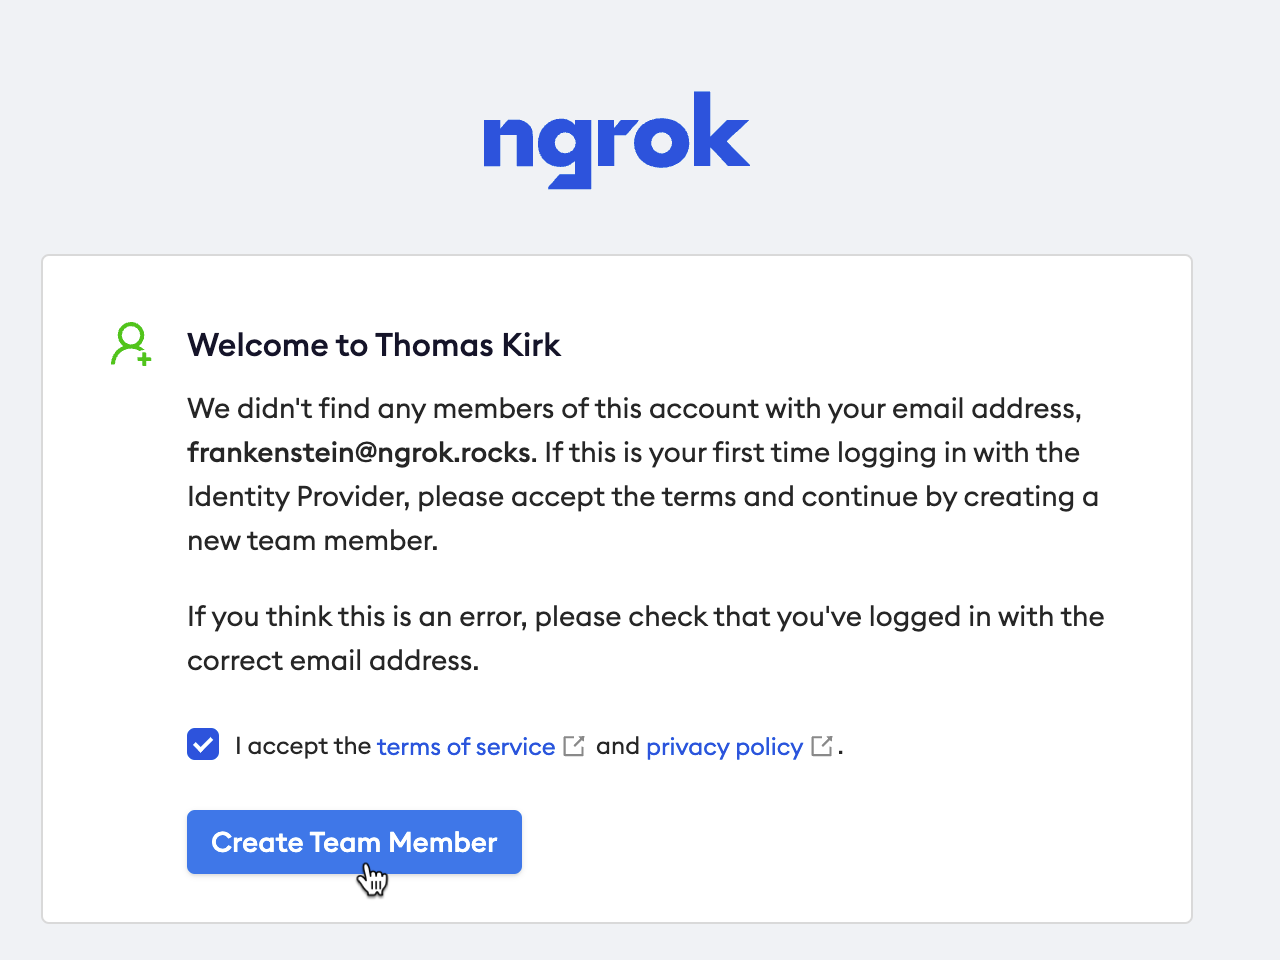 ngrok
Welcome to Thomas Kirk
We didn't find any members of this account with your email address,
frankenstein@ngrok.rocks. If this is your first time logging in with the
Identity Provider, please accept the terms and continue by creating a
new team member.
If you think this is an error, please check that you've logged in with the
correct email address.
I accept the terms of service and privacy policy .
Create Team Member